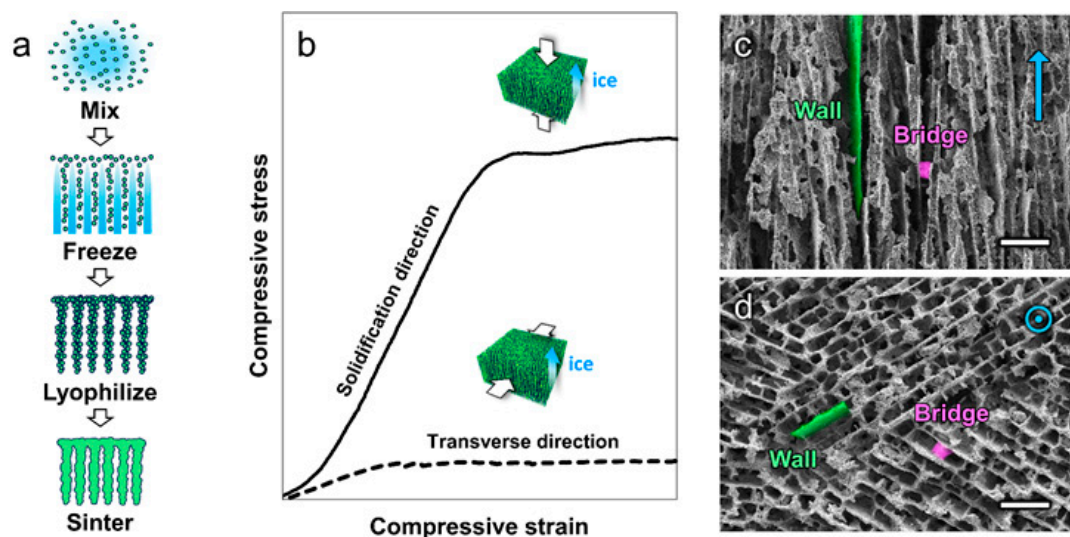 a
Mix
Freeze
Lyophilize
Sinter
b
Compressive stress
Compressive strain
ice
Solidification direction
ice
Transverse direction
c
Wall
Bridge
d
Bridge
Wall